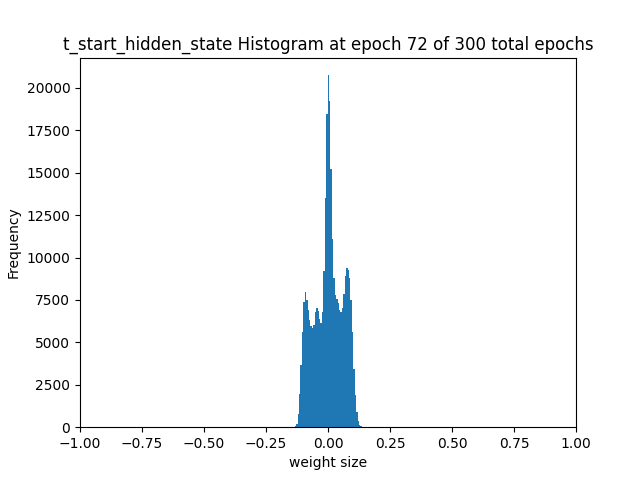 t_start_hidden_state Histogram at epoch 72 of 300 total epochs
20000
17500
15000
12500
10000
7500
5000
2500
0
Frequency
−1.00 −0.75 −0.50 −0.25 0.00 0.25 0.50 0.75 1.00
weight size